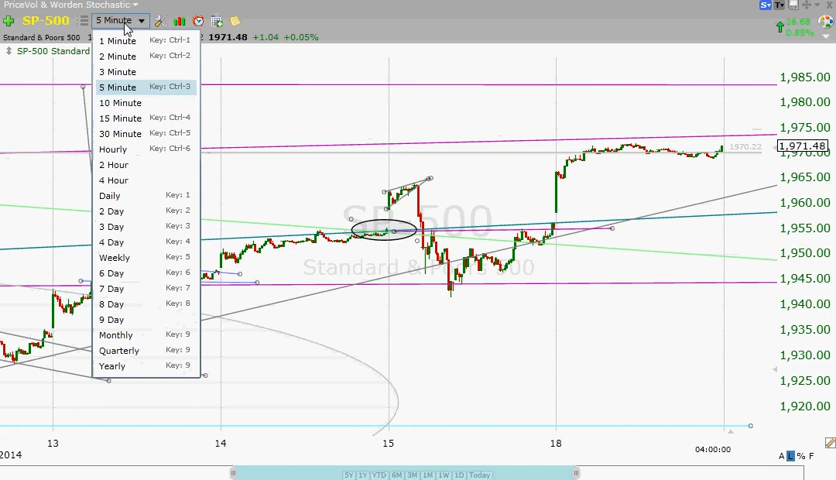 PriceVol & Worden Stochastic
SP-500 5 Minute
Standard & Poors 500 1,971.48 +1.04 +0.05%
SP-500 Standard
16.68
0.85%
1 Minute Key: Ctrl-1
2 Minute Key: Ctrl-2
3 Minute
5 Minute Key: Ctrl-3
10 Minute
15 Minute Key: Ctrl-4
30 Minute Key: Ctrl-5
Hourly Key: Ctrl-6
2 Hour
4 Hour
Daily Key: 1
2 Day Key: 2
3 Day Key: 3
4 Day Key: 4
Weekly Key: 5
6 Day Key: 6
7 Day Key: 7
8 Day Key: 8
9 Day
Monthly Key: 9
Quarterly Key: 9
Yearly Key: 9
SP-500
Standard & Poors 500
1970.22
1,985.00
1,980.00
1,975.00
1,971.48
1,970.00
1,965.00
1,960.00
1,955.00
1,950.00
1,945.00
1,940.00
1,935.00
1,930.00
1,925.00
1,920.00
13 14 15 18 04:00:00
2014
A L % F
5Y 1Y YTD 6M 3M 1M 1W 1D Today